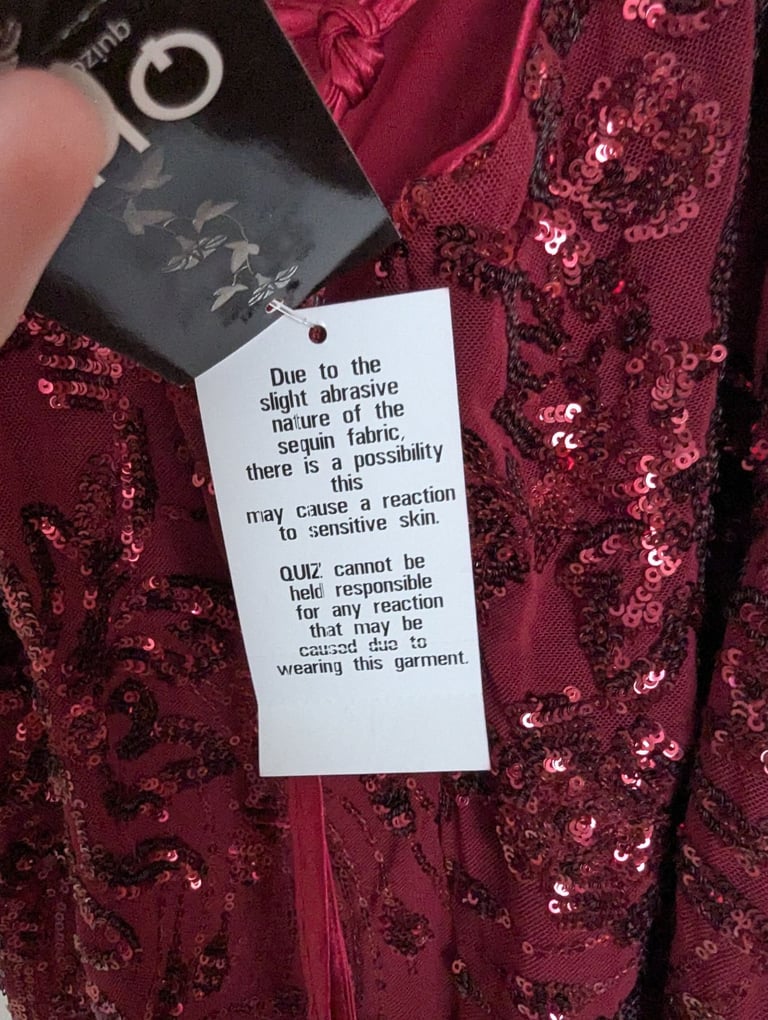 quiz
Due to the
slight abrasive
nature of the
sequin fabric,
there is a possibility
this
may cause a reaction
to sensitive skin.
QUIZ cannot be
held responsible
for any reaction
that may be
caused due to
wearing this garment.